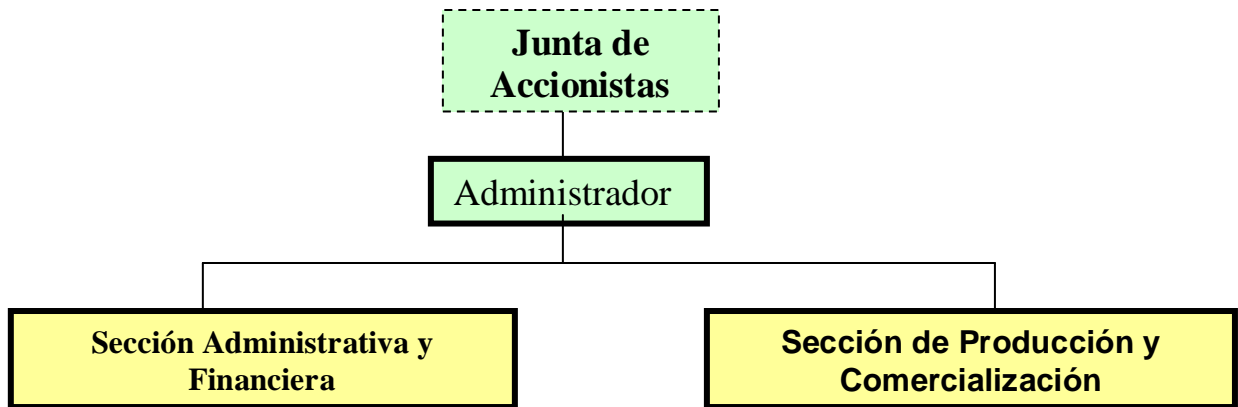 Junta de
Accionistas
Administrador
Sección Administrativa y
Financiera
Sección de Producción y
Comercialización